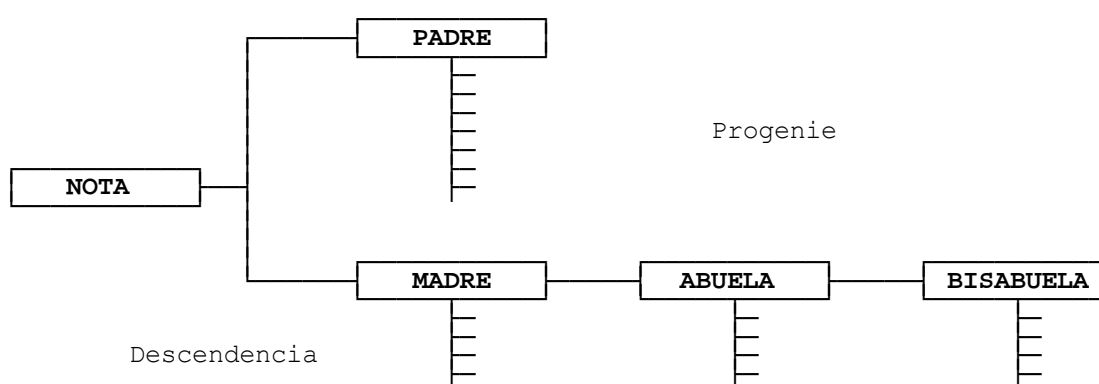 PADRE
Progenie
NOTA
MADRE ABUELA BISABUELA
Descendencia